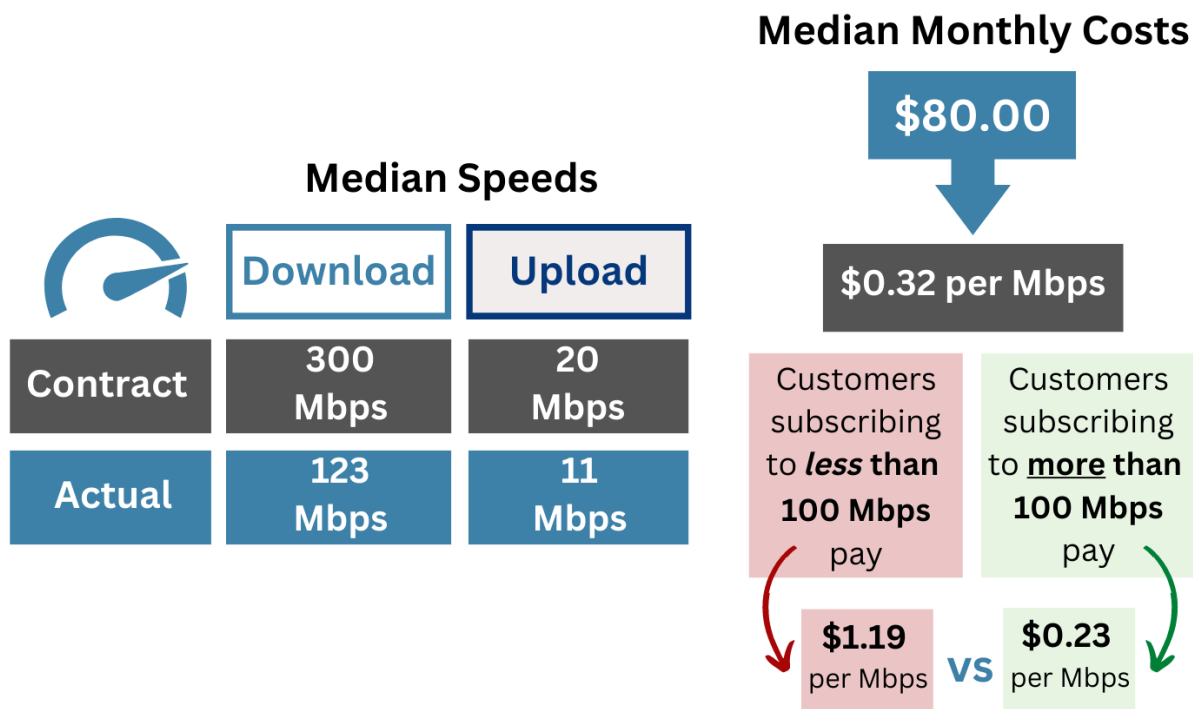 Median Speeds
Download
Upload
Contract
300
Mbps
20
Mbps
Actual
123
Mbps
11
Mbps
Median Monthly Costs
$80.00
$0.32 per Mbps
Customers
subscribing
to less than
100 Mbps
pay
Customers
subscribing
to more than
100 Mbps
pay
$1.19
per Mbps
vs
$0.23
per Mbps